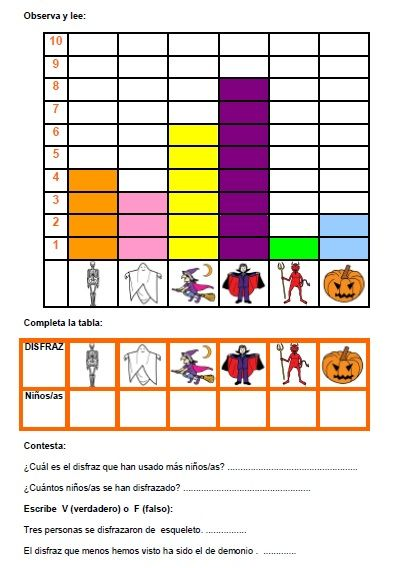 Observa y lee:
10
9
8
7
6
5
4
3
2
1
Completa la tabla:
DISFRAZ
Niños/as
Contesta:
¿Cuál es el disfraz que han usado más niños/as? ......................................................
¿Cuántos niños/as se han disfrazado? .....................................................
Escribe V (verdadero) o F (falso):
Tres personas se disfrazaron de esqueleto. ................
El disfraz que menos hemos visto ha sido el de demonio . .............